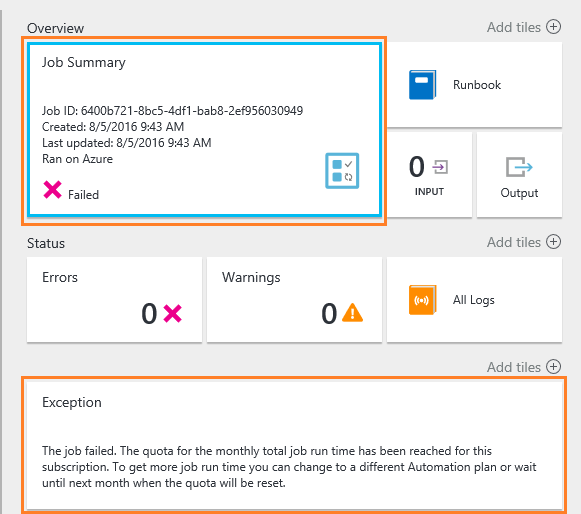 Overview
Add tiles
Job Summary
Job ID: 6400b721-8bc5-4df1-bab8-2ef956030949
Created: 8/5/2016 9:43 AM
Last updated: 8/5/2016 9:43 AM
Ran on Azure
Failed
Runbook
0
INPUT
Output
Status
Add tiles
Errors
0
Warnings
0
All Logs
Add tiles
Exception
The job failed. The quota for the monthly total job run time has been reached for this
subscription. To get more job run time you can change to a different Automation plan or wait
until next month when the quota will be reset.